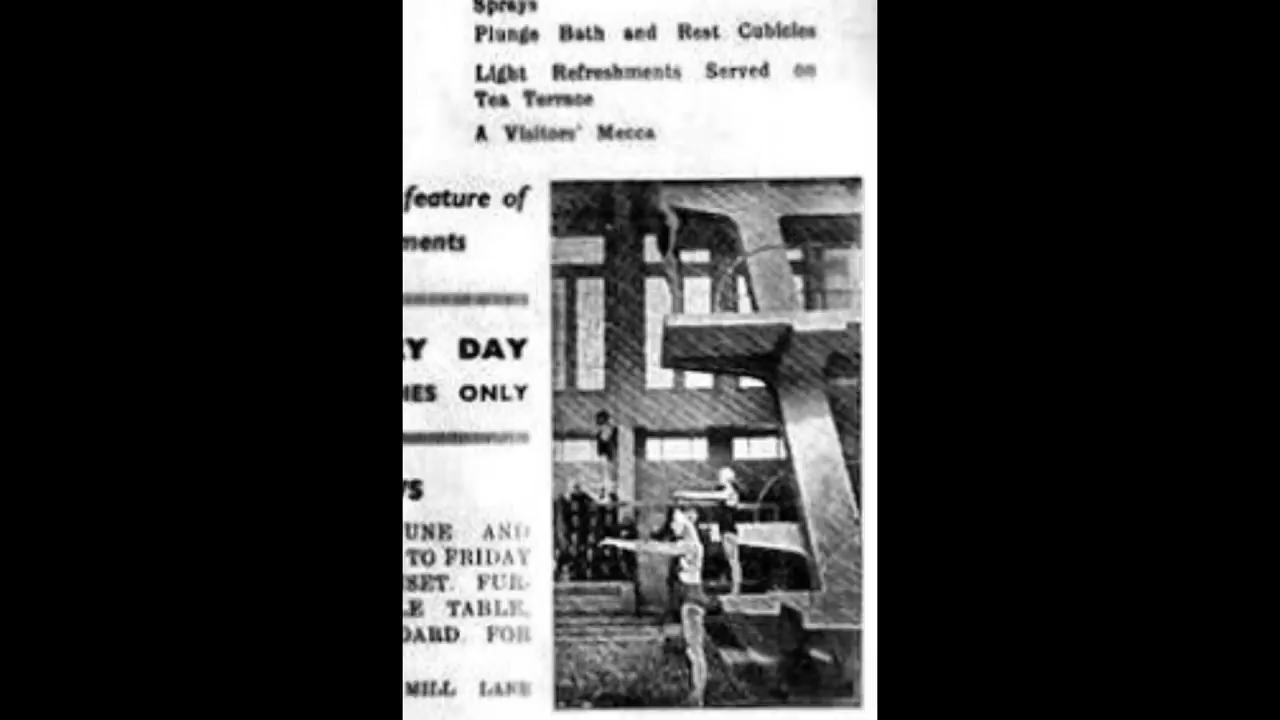 Sprays
Plunge Bath and Rest Cubicles
Light Refreshments Served on
Tea Terrace
A Visitors' Mecca
feature of
ments
Y DAY
IES ONLY
'S
UNE AND
TO FRIDAY
SET. FUR-
LE TABLE,
OARD. FOR
MILL LANE